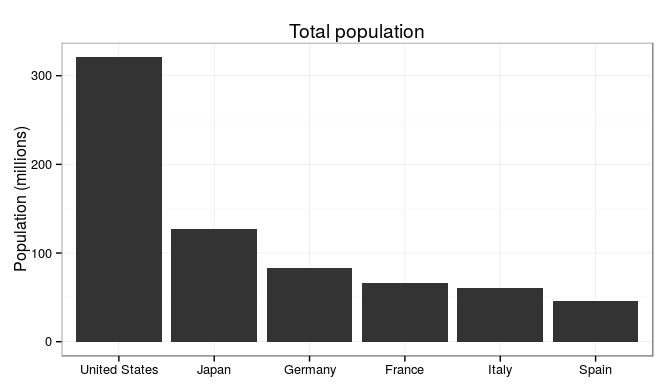 Total population
Population (millions)
300
200
100
0
United States Japan Germany France Italy Spain